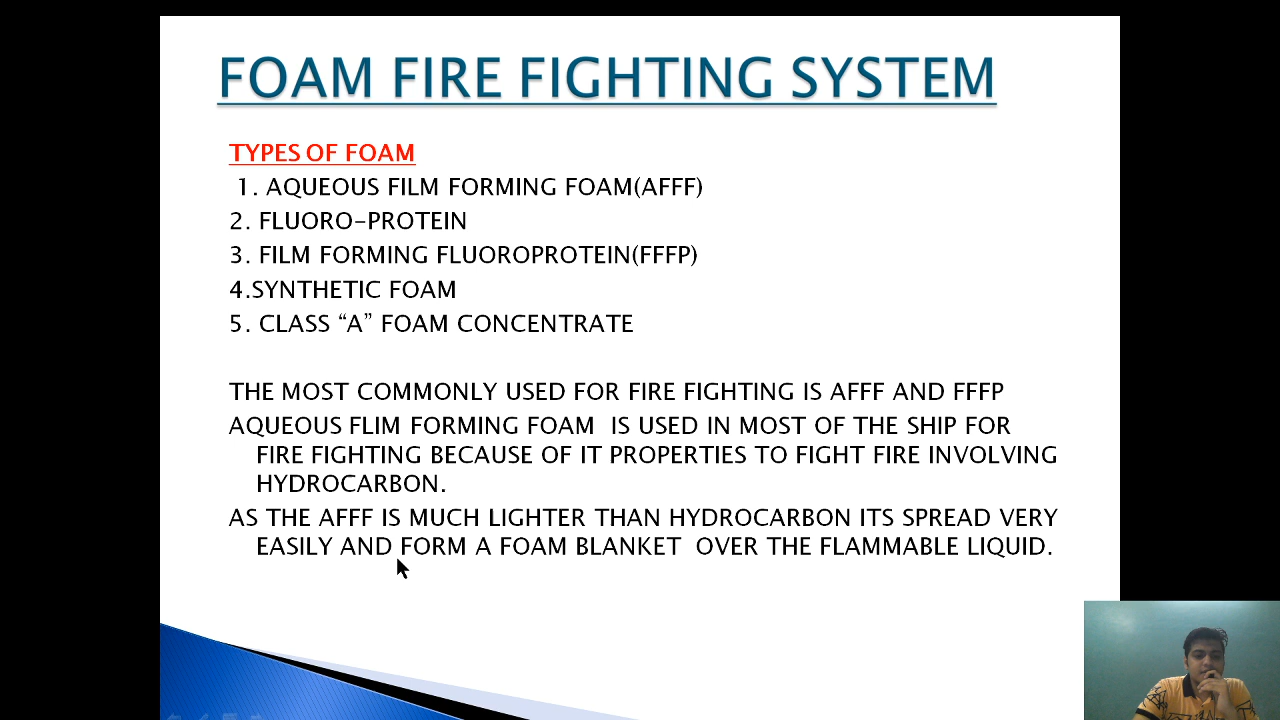 FOAM FIRE FIGHTING SYSTEM
TYPES OF FOAM
1. AQUEOUS FILM FORMING FOAM(AFFF)
2. FLUORO-PROTEIN
3. FILM FORMING FLUOROPROTEIN(FFFP)
4.SYNTHETIC FOAM
5. CLASS “A” FOAM CONCENTRATE
THE MOST COMMONLY USED FOR FIRE FIGHTING IS AFFF AND FFFP
AQUEOUS FLIM FORMING FOAM IS USED IN MOST OF THE SHIP FOR
FIRE FIGHTING BECAUSE OF IT PROPERTIES TO FIGHT FIRE INVOLVING
HYDROCARBON.
AS THE AFFF IS MUCH LIGHTER THAN HYDROCARBON ITS SPREAD VERY
EASILY AND FORM A FOAM BLANKET OVER THE FLAMMABLE LIQUID.